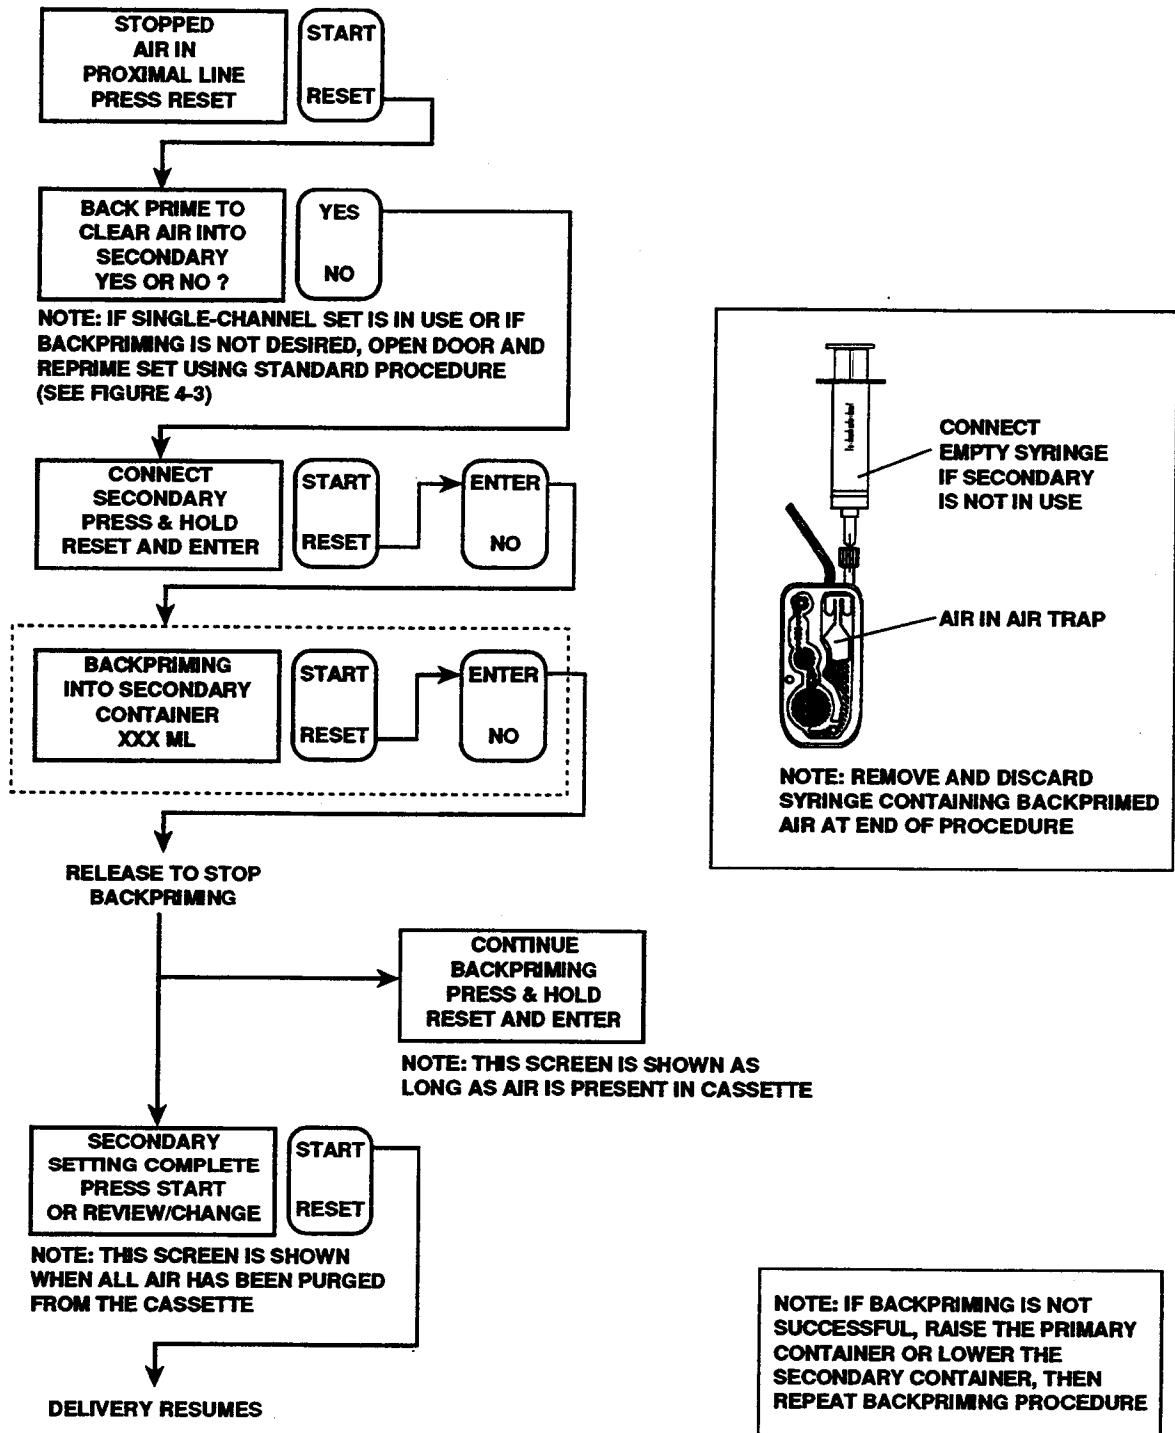 STOPPED
AIR IN
PROXIMAL LINE
PRESS RESET
START
RESET
BACK PRIME TO
CLEAR AIR INTO
SECONDARY
YES OR NO ?
YES
NO
NOTE: IF SINGLE-CHANNEL SET IS IN USE OR IF
BACKPRIMING IS NOT DESIRED, OPEN DOOR AND
REPRIME SET USING STANDARD PROCEDURE
(SEE FIGURE 4-3)
CONNECT
SECONDARY
PRESS & HOLD
RESET AND ENTER
START
RESET
ENTER
NO
BACKPRIMING
INTO SECONDARY
CONTAINER
XXX ML
START
RESET
ENTER
NO
RELEASE TO STOP
BACKPRIMING
CONTINUE
BACKPRIMING
PRESS & HOLD
RESET AND ENTER
NOTE: THIS SCREEN IS SHOWN AS
LONG AS AIR IS PRESENT IN CASSETTE
SECONDARY
SETTING COMPLETE
PRESS START
OR REVIEW/CHANGE
START
RESET
NOTE: THIS SCREEN IS SHOWN
WHEN ALL AIR HAS BEEN PURGED
FROM THE CASSETTE
DELIVERY RESUMES
CONNECT
EMPTY SYRINGE
IF SECONDARY
IS NOT IN USE
AIR IN AIR TRAP
NOTE: REMOVE AND DISCARD
SYRINGE CONTAINING BACKPRIMED
AIR AT END OF PROCEDURE
NOTE: IF BACKPRIMING IS NOT
SUCCESSFUL, RAISE THE PRIMARY
CONTAINER OR LOWER THE
SECONDARY CONTAINER, THEN
REPEAT BACKPRIMING PROCEDURE